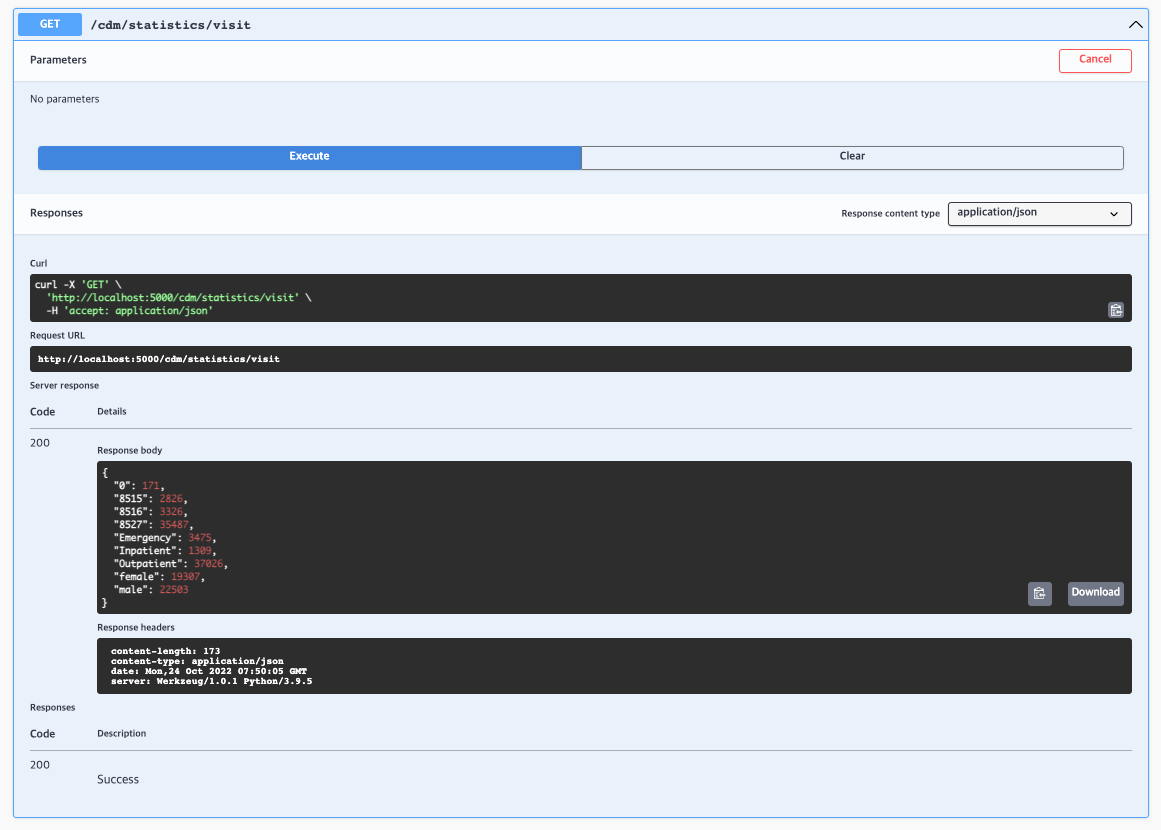 GET /cdm/statistics/visit
Parameters
Cancel
No parameters
Execute
Clear
Responses
Response content type
application/json
Curl
curl -X 'GET' \
  'http://localhost:5000/cdm/statistics/visit' \
  -H 'accept: application/json'
Request URL
http://localhost:5000/cdm/statistics/visit
Server response
Code Details
200
Response body
{
  "0": 171,
  "8515": 2826,
  "8516": 3326,
  "8527": 35487,
  "Emergency": 3475,
  "Inpatient": 1309,
  "Outpatient": 37026,
  "female": 19307,
  "male": 22503
}
Download
Response headers
content-length: 173
content-type: application/json
date: Mon,24 Oct 2022 07:50:05 GMT
server: Werkzeug/1.0.1 Python/3.9.5
Responses
Code Description
200
Success